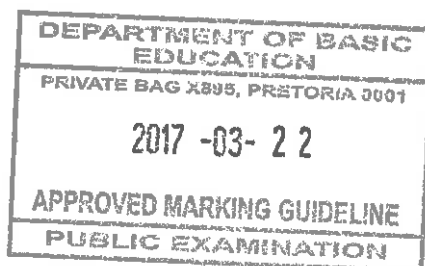 DEPARTMENT OF BASIC
EDUCATION
PRIVATE BAG X895, PRETORIA 0001
2017 -03- 22
APPROVED MARKING GUIDELINE
PUBLIC EXAMINATION